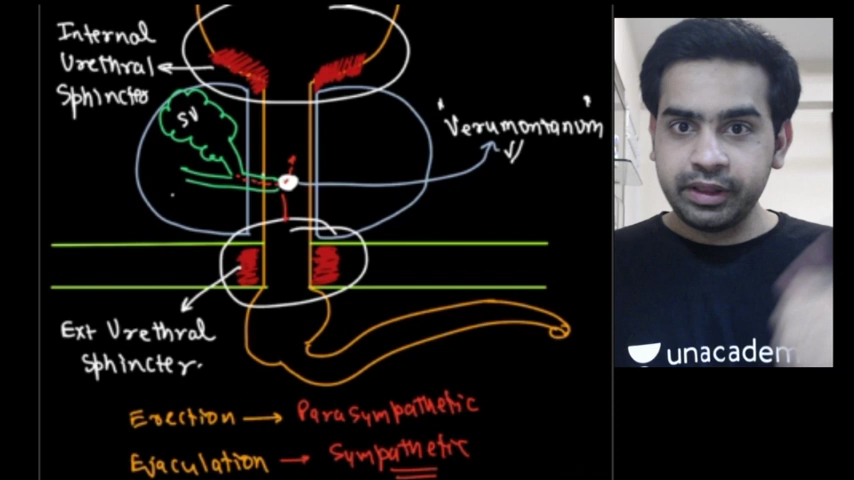 Internal
Urethral
Sphincter
SV
"Verumontanum"
Ext Urethral
Sphincter.
Erection → Parasympathetic
Ejaculation → Sympathetic
unacadem